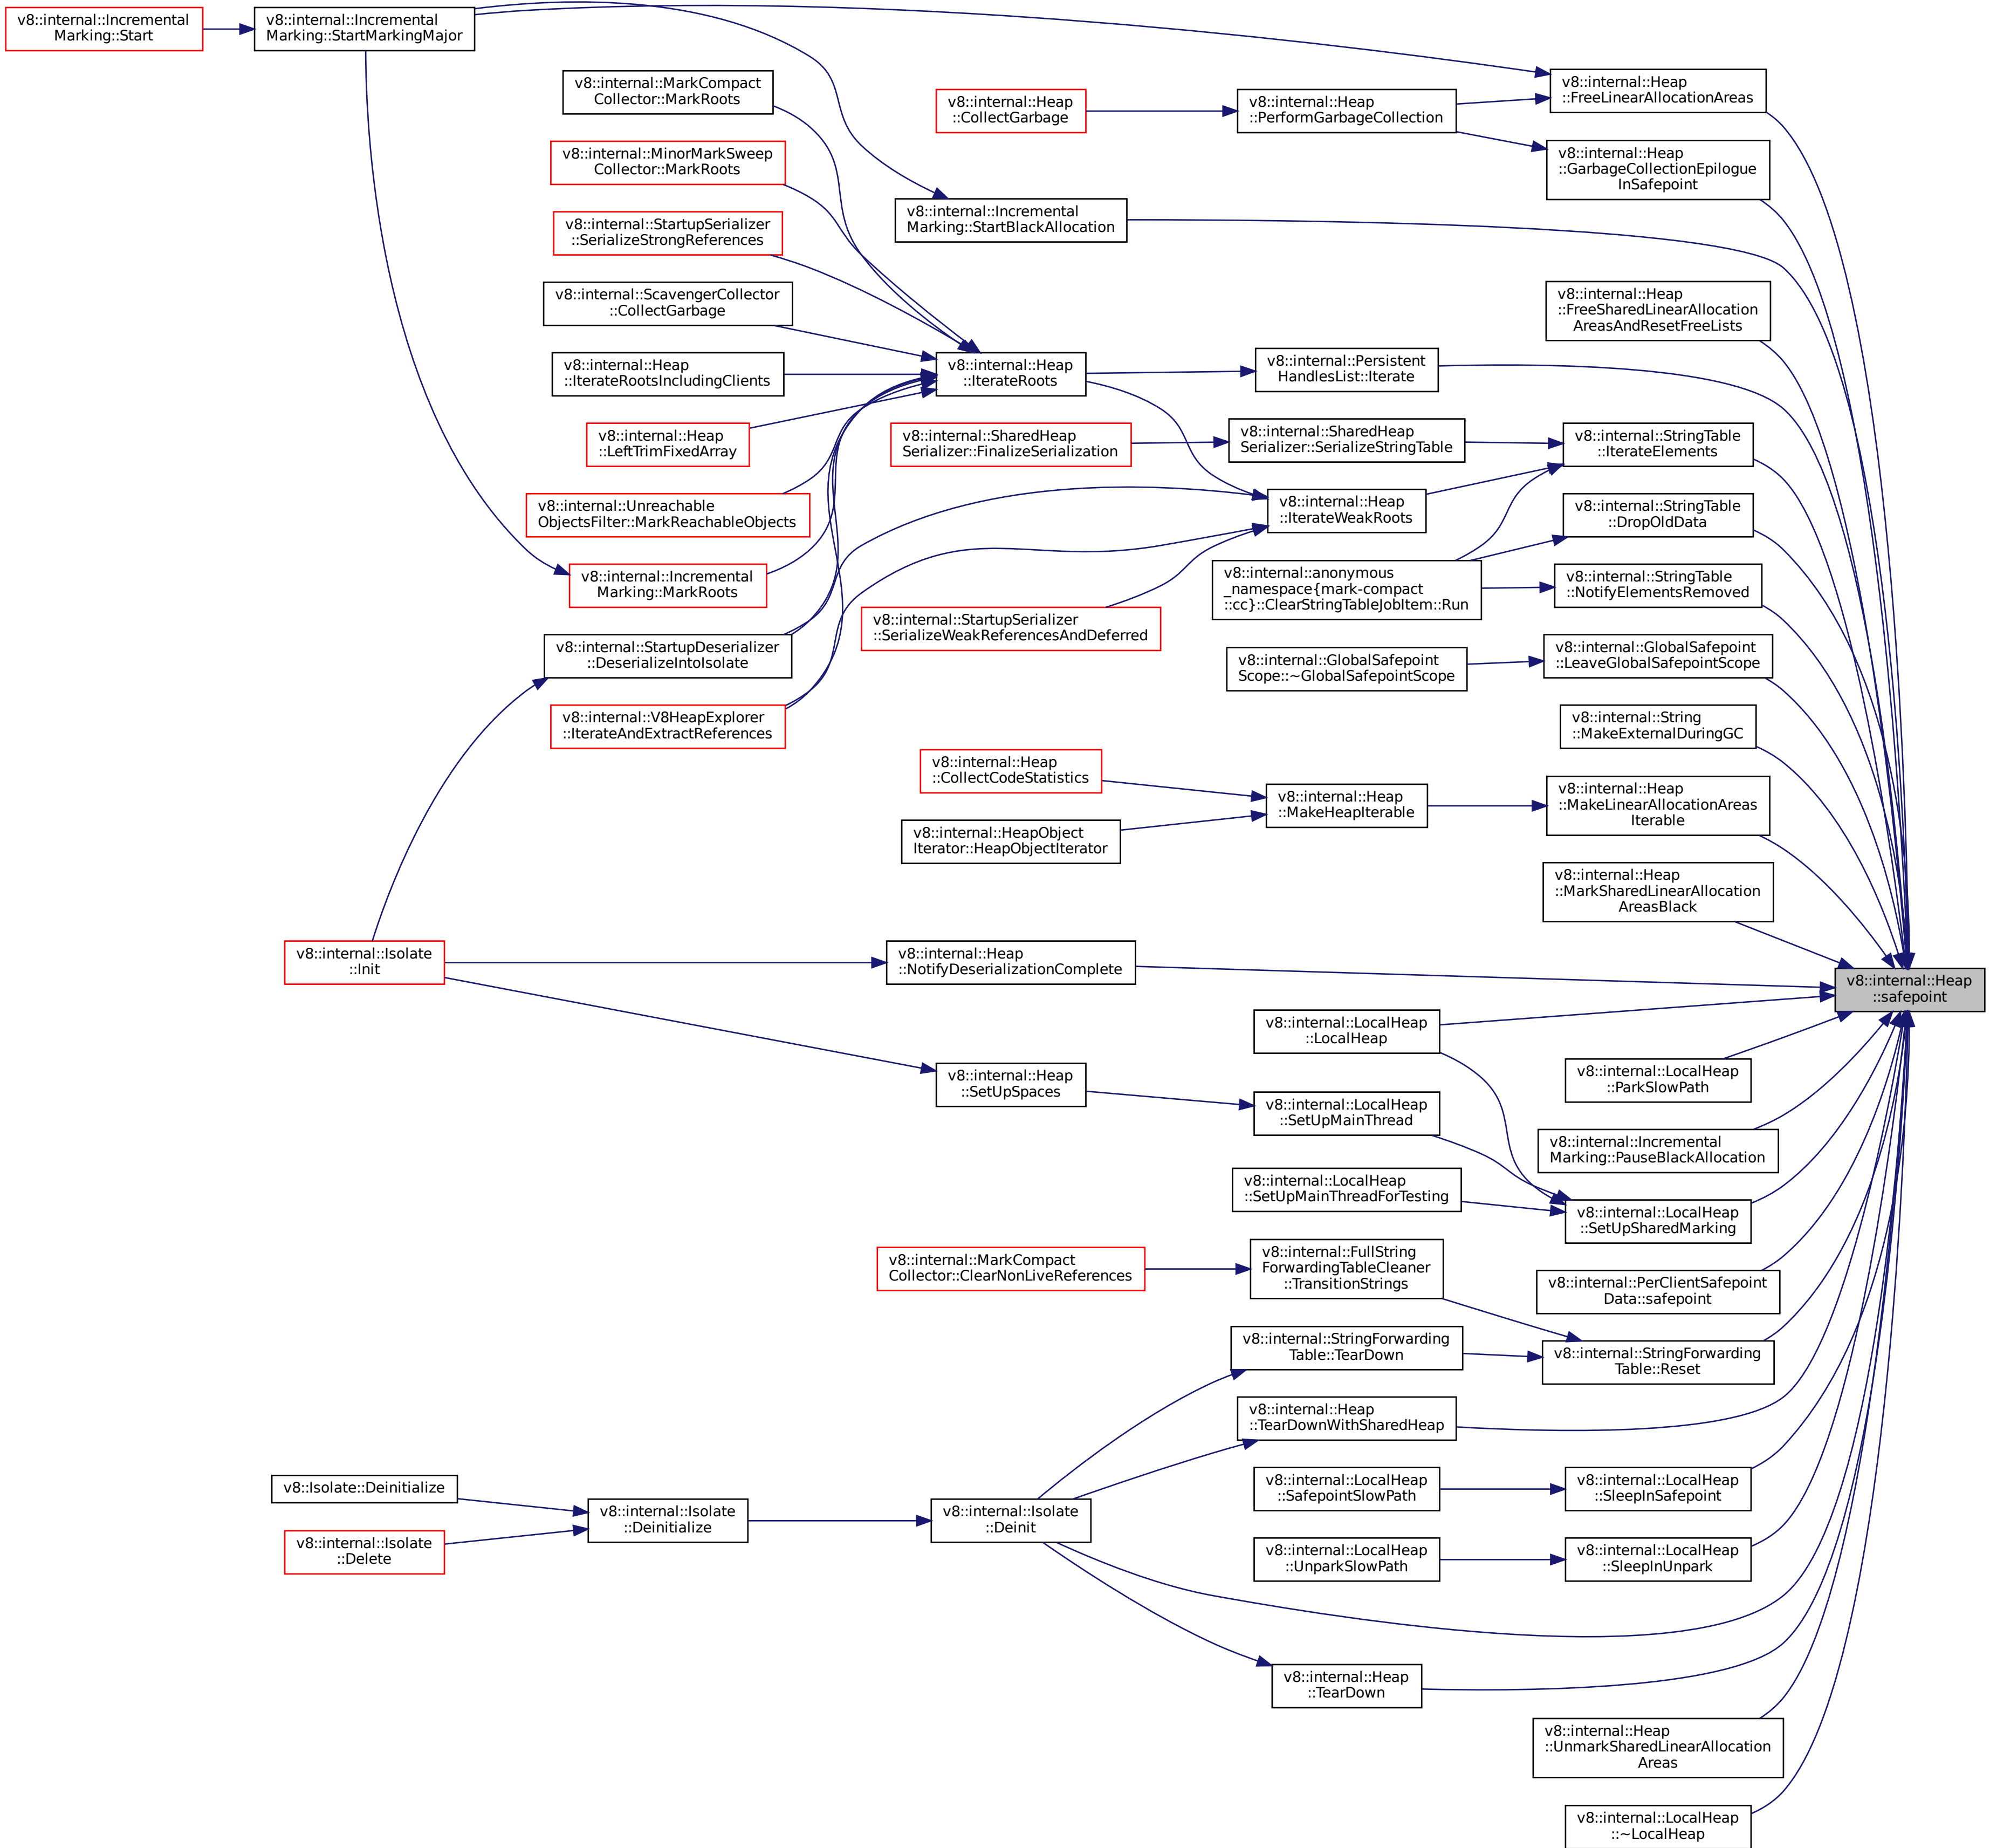 v8::internal::Incremental
Marking::Start
v8::internal::Incremental
Marking::StartMarkingMajor
v8::internal::MarkCompact
Collector::MarkRoots
v8::internal::MinorMarkSweep
Collector::MarkRoots
v8::internal::StartupSerializer
::SerializeStrongReferences
v8::internal::ScavengerCollector
::CollectGarbage
v8::internal::Heap
::IterateRootsIncludingClients
v8::internal::Heap
::LeftTrimFixedArray
v8::internal::Unreachable
ObjectsFilter::MarkReachableObjects
v8::internal::Incremental
Marking::MarkRoots
v8::internal::StartupDeserializer
::DeserializeIntoIsolate
v8::internal::V8HeapExplorer
::IterateAndExtractReferences
v8::internal::Isolate
::Init
v8::Isolate::Deinitialize
v8::internal::Isolate
::Delete
v8::internal::Isolate
::Deinitialize
v8::internal::Heap
::CollectGarbage
v8::internal::Incremental
Marking::StartBlackAllocation
v8::internal::Heap
::IterateRoots
v8::internal::SharedHeap
Serializer::FinalizeSerialization
v8::internal::StartupSerializer
::SerializeWeakReferencesAndDeferred
v8::internal::Heap
::CollectCodeStatistics
v8::internal::HeapObject
Iterator::HeapObjectIterator
v8::internal::Heap
::NotifyDeserializationComplete
v8::internal::Heap
::SetUpSpaces
v8::internal::MarkCompact
Collector::ClearNonLiveReferences
v8::internal::Isolate
::Deinit
v8::internal::Heap
::PerformGarbageCollection
v8::internal::Persistent
HandlesList::Iterate
v8::internal::SharedHeap
Serializer::SerializeStringTable
v8::internal::Heap
::IterateWeakRoots
v8::internal::anonymous
_namespace{mark-compact
::cc}::ClearStringTableJobItem::Run
v8::internal::GlobalSafepoint
Scope::~GlobalSafepointScope
v8::internal::Heap
::MakeHeapIterable
v8::internal::LocalHeap
::LocalHeap
v8::internal::LocalHeap
::SetUpMainThread
v8::internal::LocalHeap
::SetUpMainThreadForTesting
v8::internal::FullString
ForwardingTableCleaner
::TransitionStrings
v8::internal::StringForwarding
Table::TearDown
v8::internal::Heap
::TearDownWithSharedHeap
v8::internal::LocalHeap
::SafepointSlowPath
v8::internal::LocalHeap
::UnparkSlowPath
v8::internal::Heap
::TearDown
v8::internal::Heap
::FreeLinearAllocationAreas
v8::internal::Heap
::GarbageCollectionEpilogue
InSafepoint
v8::internal::Heap
::FreeSharedLinearAllocation
AreasAndResetFreeLists
v8::internal::StringTable
::IterateElements
v8::internal::StringTable
::DropOldData
v8::internal::StringTable
::NotifyElementsRemoved
v8::internal::GlobalSafepoint
::LeaveGlobalSafepointScope
v8::internal::String
::MakeExternalDuringGC
v8::internal::Heap
::MakeLinearAllocationAreas
Iterable
v8::internal::Heap
::MarkSharedLinearAllocation
AreasBlack
v8::internal::LocalHeap
::ParkSlowPath
v8::internal::Incremental
Marking::PauseBlackAllocation
v8::internal::LocalHeap
::SetUpSharedMarking
v8::internal::PerClientSafepoint
Data::safepoint
v8::internal::StringForwarding
Table::Reset
v8::internal::LocalHeap
::SleepInSafepoint
v8::internal::LocalHeap
::SleepInUnpark
v8::internal::Heap
::UnmarkSharedLinearAllocation
Areas
v8::internal::LocalHeap
::~LocalHeap
v8::internal::Heap
::safepoint